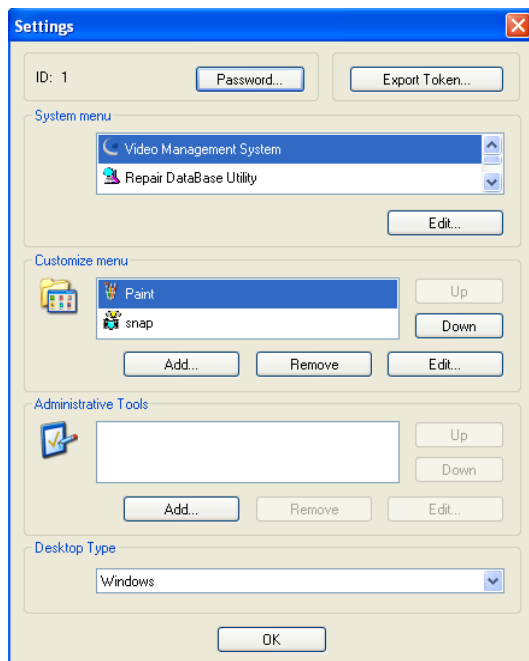 Settings
ID: 1
Password...
Export Token...
System menu
Video Management System
Repair DataBase Utility
Edit...
Customize menu
Paint
Up
snap
Down
Add...
Remove
Edit...
Administrative Tools
Up
Down
Add...
Remove
Edit...
Desktop Type
Windows
OK